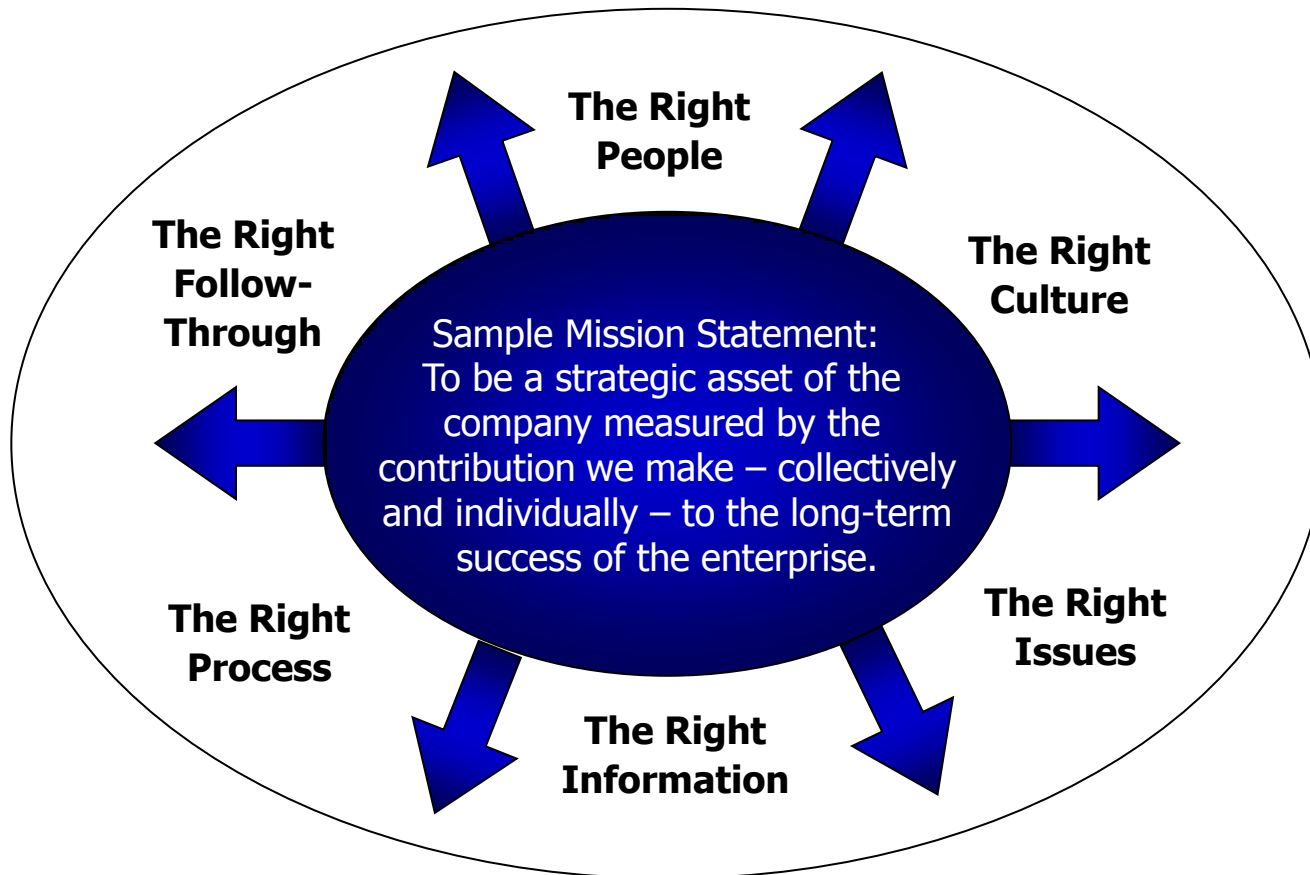 The Right
People
The Right
Culture
The Right
Issues
The Right
Information
The Right
Process
The Right
Follow-
Through
Sample Mission Statement:
To be a strategic asset of the
company measured by the
contribution we make – collectively
and individually – to the long-term
success of the enterprise.